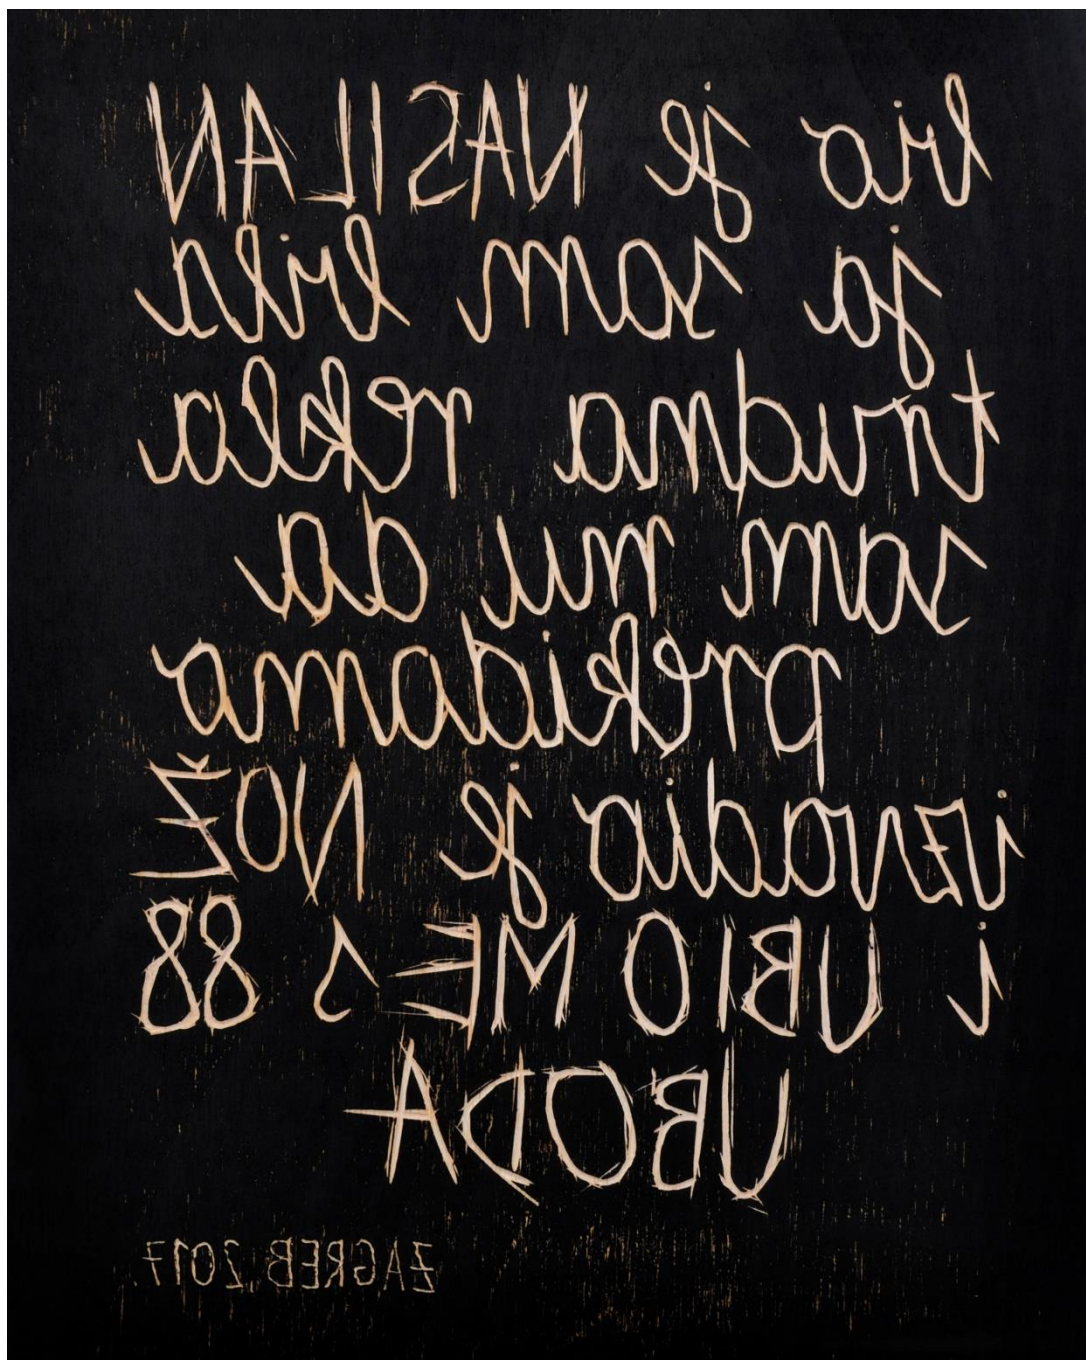 bio je NASILAN
ja sam bila
trudna rekla
sam mu da
prekidamo
izvadio je NOŽ
i UBIO ME s 88
UBODA
ZAGREB 2017.